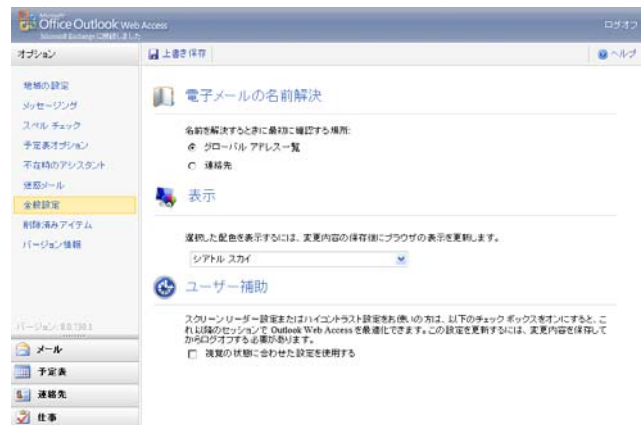 Microsoft
Office Outlook Web Access
Microsoft Exchange に接続しました
ログオフ
オプション
上書き保存
ヘルプ
地域の設定
メッセージング
スペル チェック
予定表オプション
不在時のアシスタント
迷惑メール
全般設定
削除済みアイテム
バージョン情報
電子メールの名前解決
名前を解決するときに最初に確認する場所:
グローバル アドレス一覧
連絡先
表示
選択した配色を表示するには、変更内容の保存後にブラウザの表示を更新します。
シアトル スカイ
ユーザー補助
スクリーン リーダー設定またはハイコントラスト設定をお使いの方は、以下のチェック ボックスをオンにすると、こ
れ以降のセッションで Outlook Web Access を最適化できます。この設定を更新するには、変更内容を保存して
からログオフする必要があります。
視覚の状態に合わせた設定を使用する
メール
予定表
連絡先
仕事